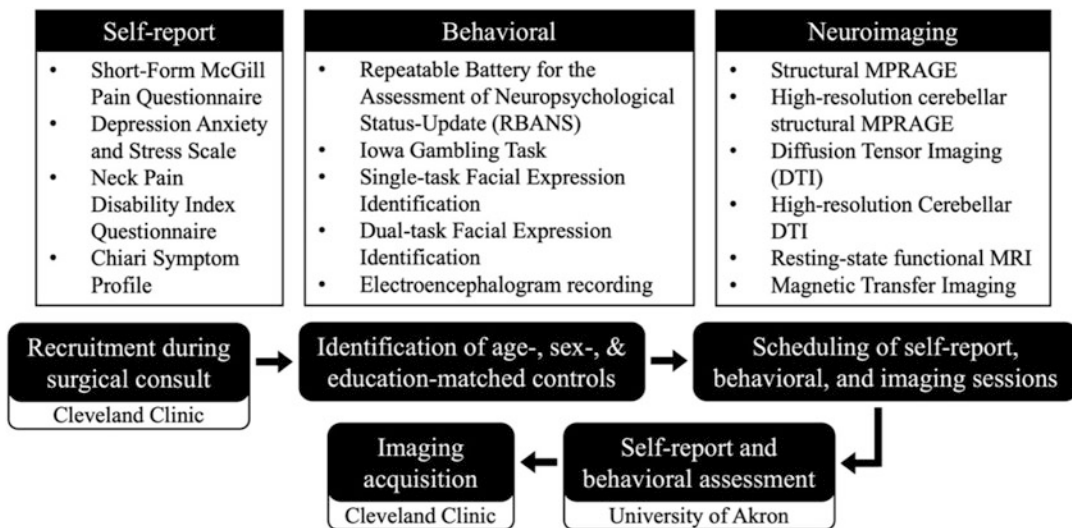 Self-report
• Short-Form McGill
Pain Questionnaire
• Depression Anxiety
and Stress Scale
• Neck Pain
Disability Index
Questionnaire
• Chiari Symptom
Profile
Behavioral
• Repeatable Battery for the
Assessment of Neuropsychological
Status-Update (RBANS)
• Iowa Gambling Task
• Single-task Facial Expression
Identification
• Dual-task Facial Expression
Identification
• Electroencephalogram recording
Neuroimaging
• Structural MPRAGE
• High-resolution cerebellar
structural MPRAGE
• Diffusion Tensor Imaging
(DTI)
• High-resolution Cerebellar
DTI
• Resting-state functional MRI
• Magnetic Transfer Imaging
Recruitment during
surgical consult
Cleveland Clinic
Identification of age-, sex-, &
education-matched controls
Scheduling of self-report,
behavioral, and imaging sessions
Self-report and
behavioral assessment
University of Akron
Imaging
acquisition
Cleveland Clinic